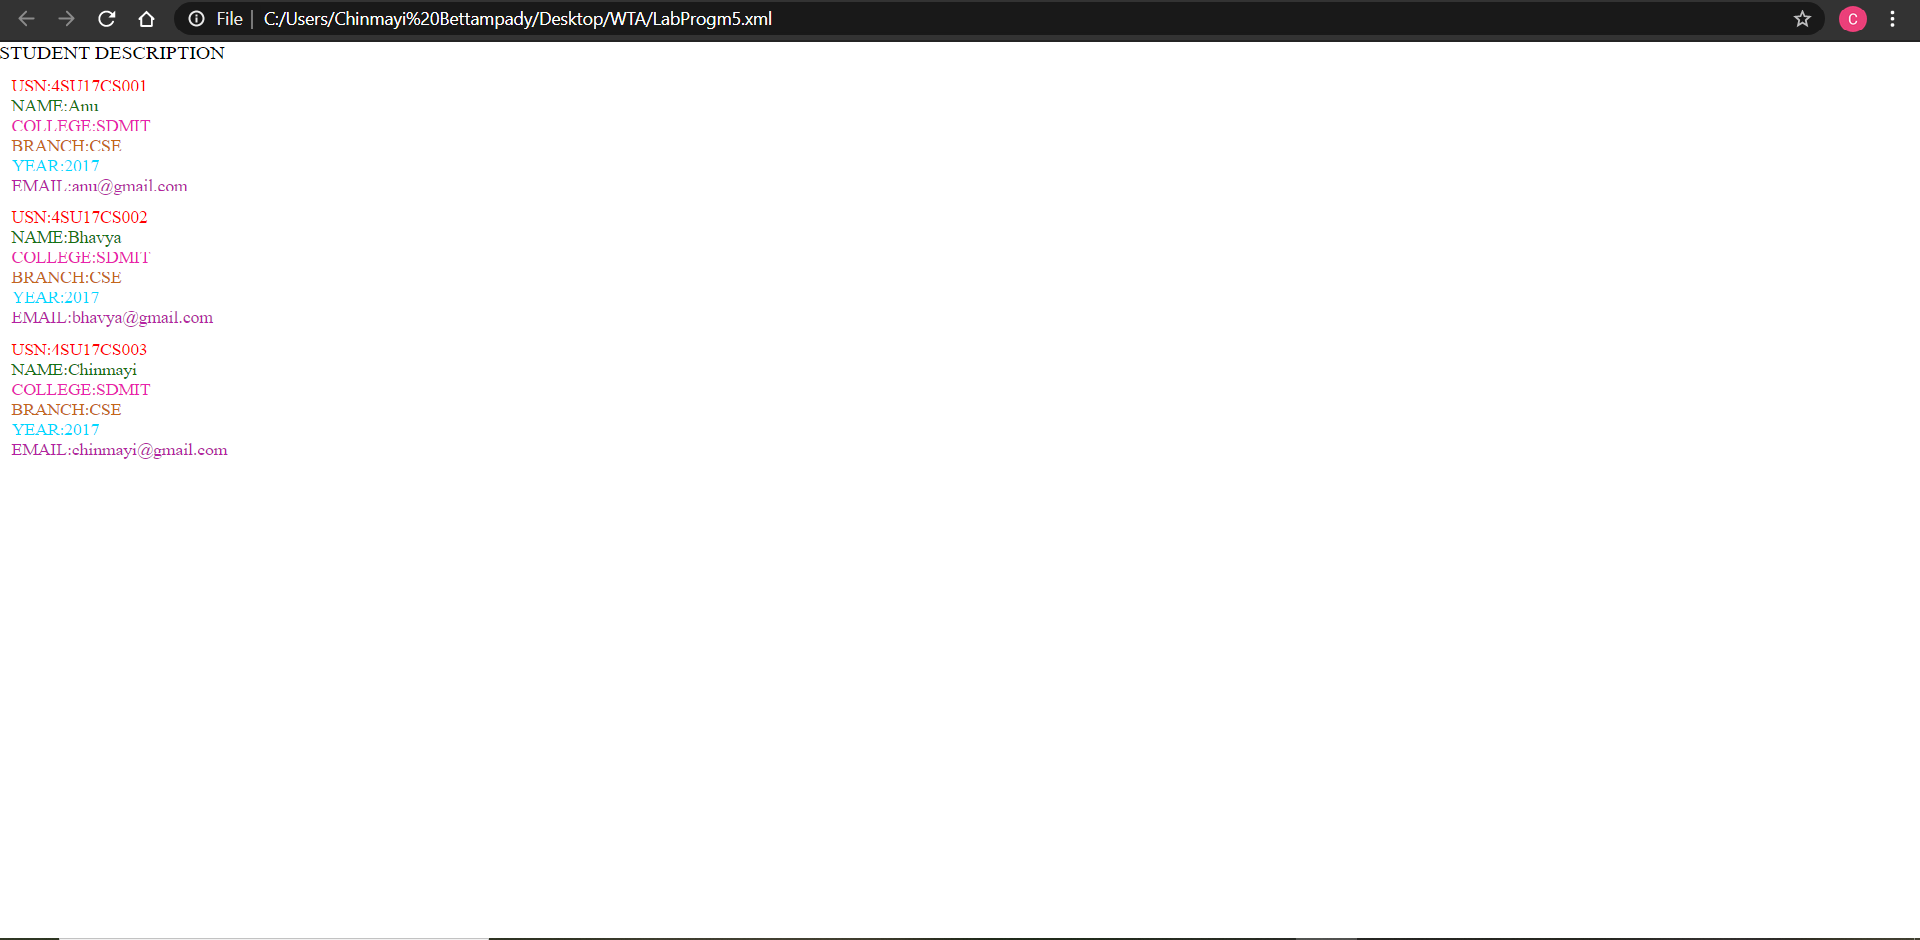 File | C:/Users/Chinmayi%20Bettampady/Desktop/WTA/LabProgm5.xml
C
STUDENT DESCRIPTION
USN:4SU17CS001
NAME:Anu
COLLEGE:SDMIT
BRANCH:CSE
YEAR:2017
EMAIL:anu@gmail.com
USN:4SU17CS002
NAME:Bhavya
COLLEGE:SDMIT
BRANCH:CSE
YEAR:2017
EMAIL:bhavya@gmail.com
USN:4SU17CS003
NAME:Chinmayi
COLLEGE:SDMIT
BRANCH:CSE
YEAR:2017
EMAIL:chinmayi@gmail.com